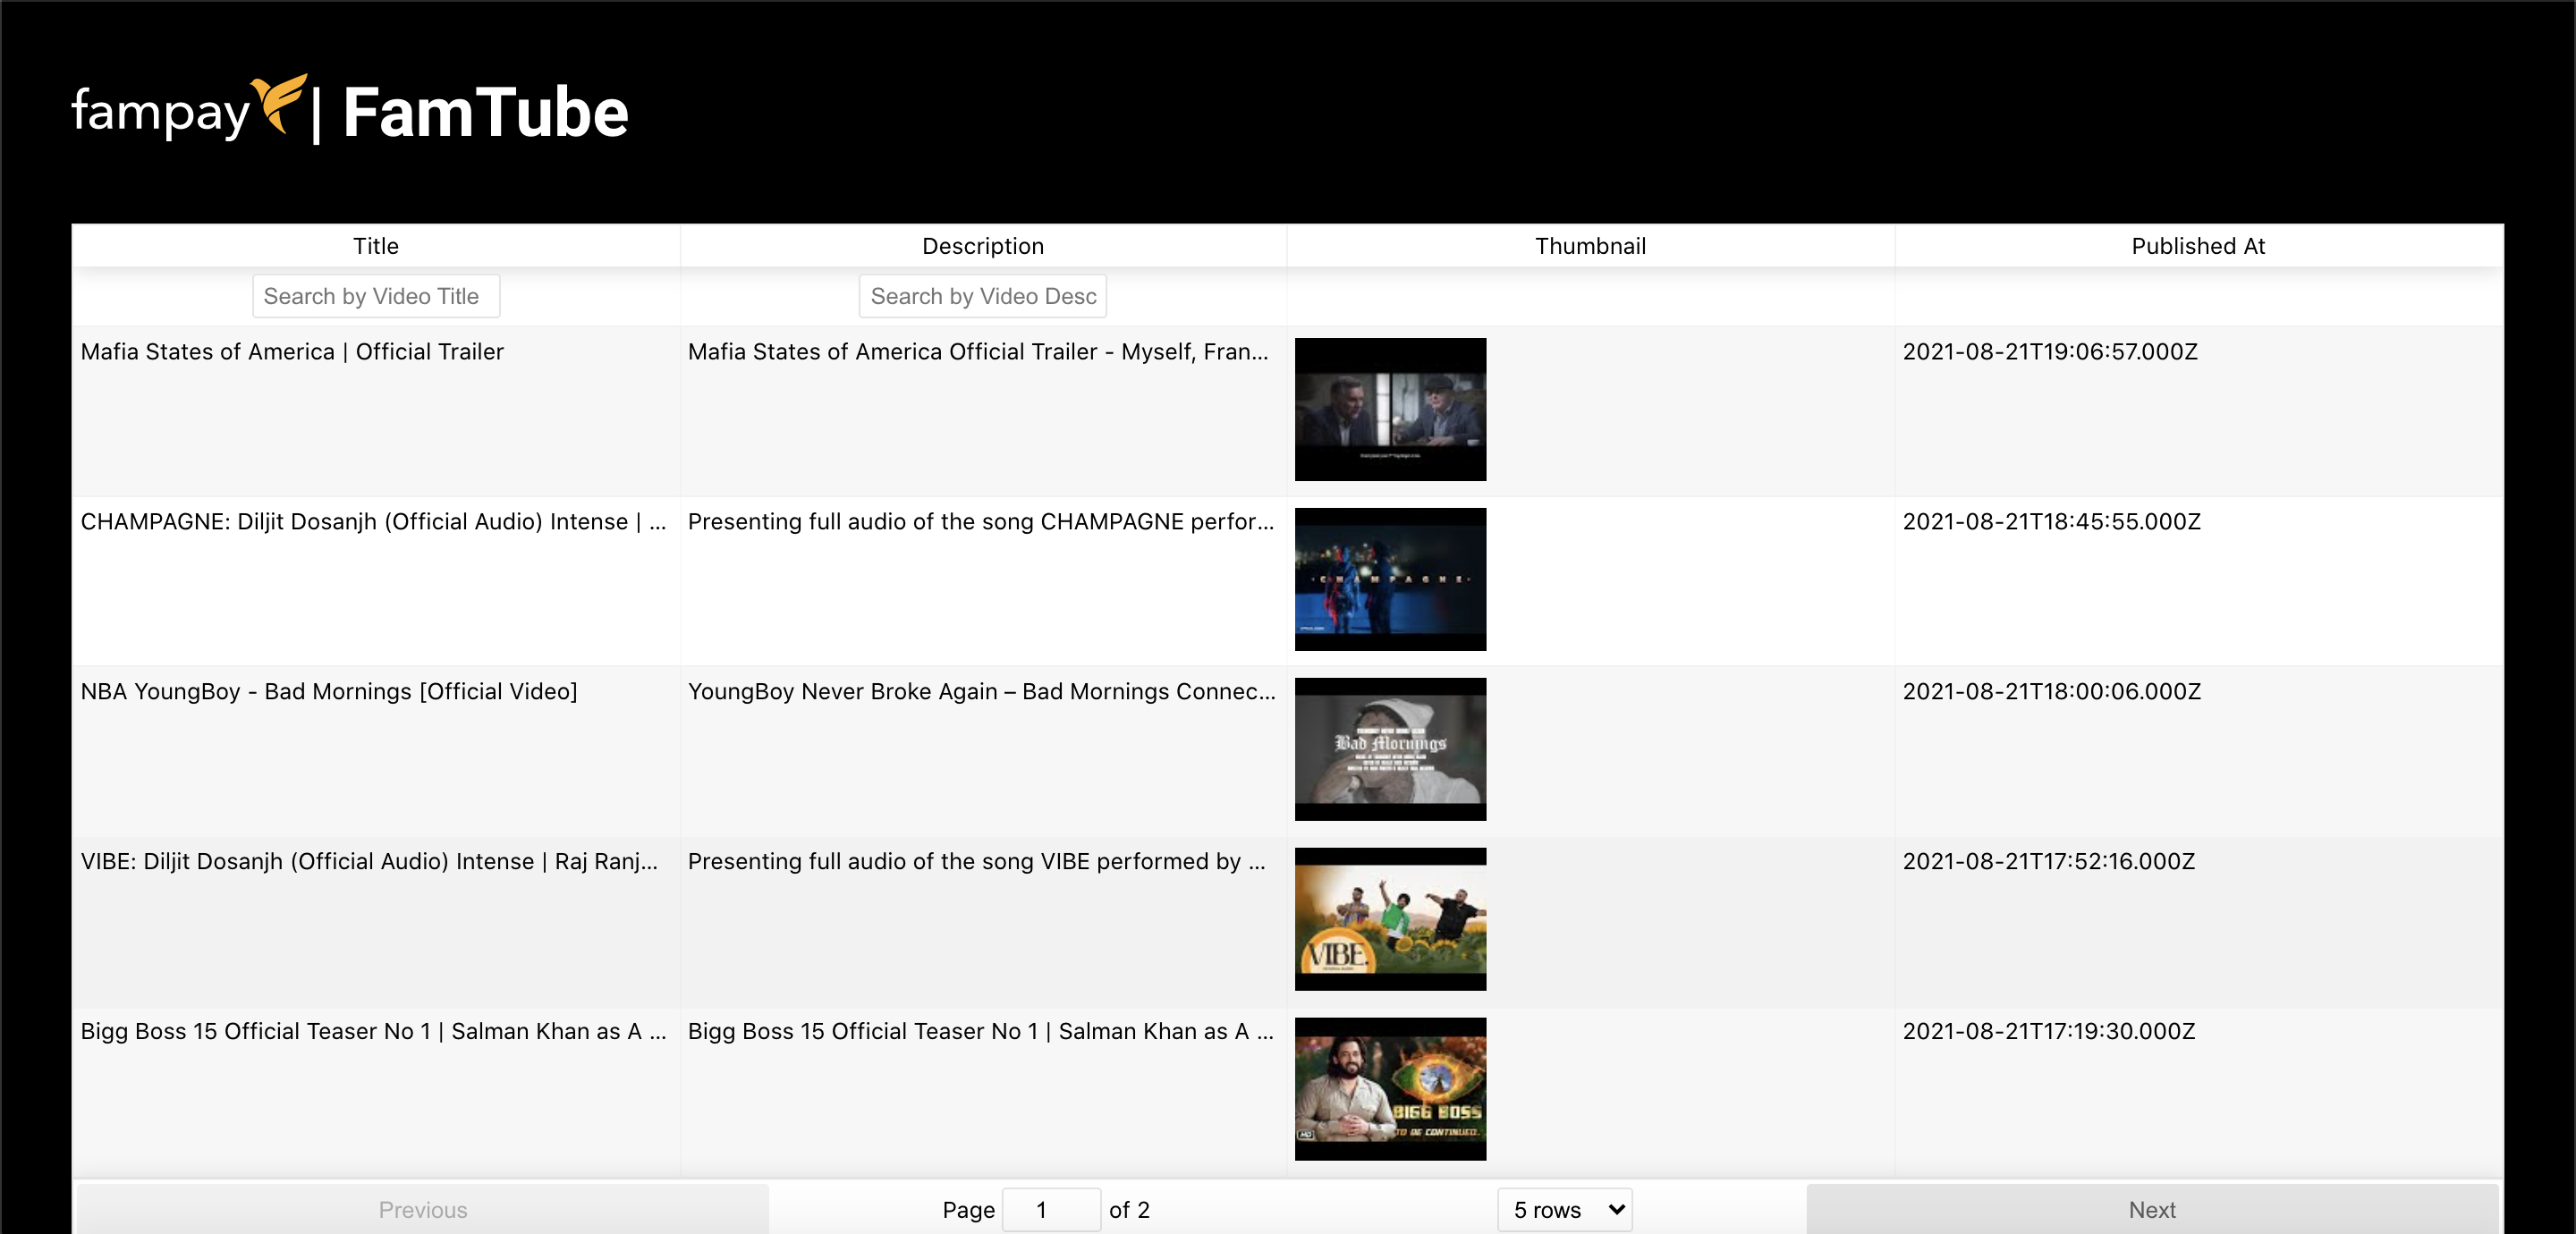 fampay | FamTube
Title Description Thumbnail Published At
Search by Video Title Search by Video Desc
Mafia States of America | Official Trailer Mafia States of America Official Trailer - Myself, Fran... 2021-08-21T19:06:57.000Z
CHAMPAGNE: Diljit Dosanjh (Official Audio) Intense | ... Presenting full audio of the song CHAMPAGNE perfor... 2021-08-21T18:45:55.000Z
CHAMPAGNE
NBA YoungBoy - Bad Mornings [Official Video] YoungBoy Never Broke Again – Bad Mornings Connec... 2021-08-21T18:00:06.000Z
Bad Mornings
VIBE: Diljit Dosanjh (Official Audio) Intense | Raj Ranj... Presenting full audio of the song VIBE performed by ... 2021-08-21T17:52:16.000Z
VIBE.
Bigg Boss 15 Official Teaser No 1 | Salman Khan as A ... Bigg Boss 15 Official Teaser No 1 | Salman Khan as A ... 2021-08-21T17:19:30.000Z
BIGG BOSS
HD TO BE CONTINUED.
Previous Page 1 of 2 5 rows Next